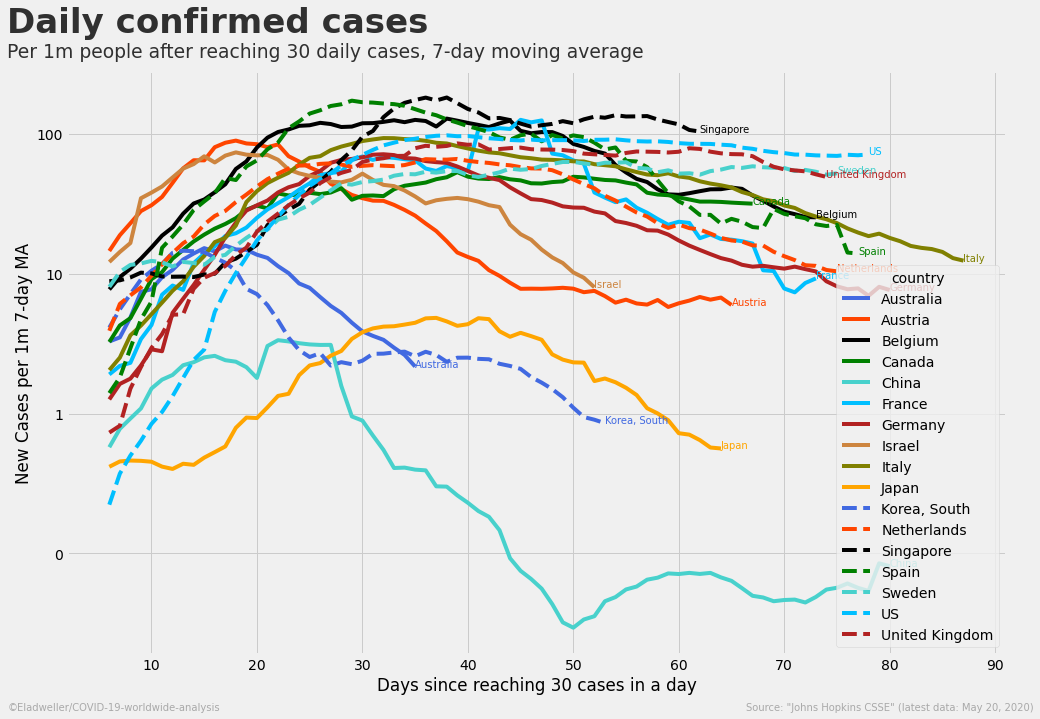 Daily confirmed cases
Per 1m people after reaching 30 daily cases, 7-day moving average
New Cases per 1m 7-day MA
100
10
1
0
Singapore
US
Sweden
United Kingdom
Canada
Belgium
Spain
Italy
Netherlands
France
Israel
Germany
Austria
Australia
Korea, South
Japan
country
Australia
Austria
Belgium
Canada
China
France
Germany
Israel
Italy
Japan
Korea, South
Netherlands
Singapore
Spain
Sweden
US
United Kingdom
10 20 30 40 50 60 70 80 90
Days since reaching 30 cases in a day
©Eladweller/COVID-19-worldwide-analysis
Source: "Johns Hopkins CSSE" (latest data: May 20, 2020)